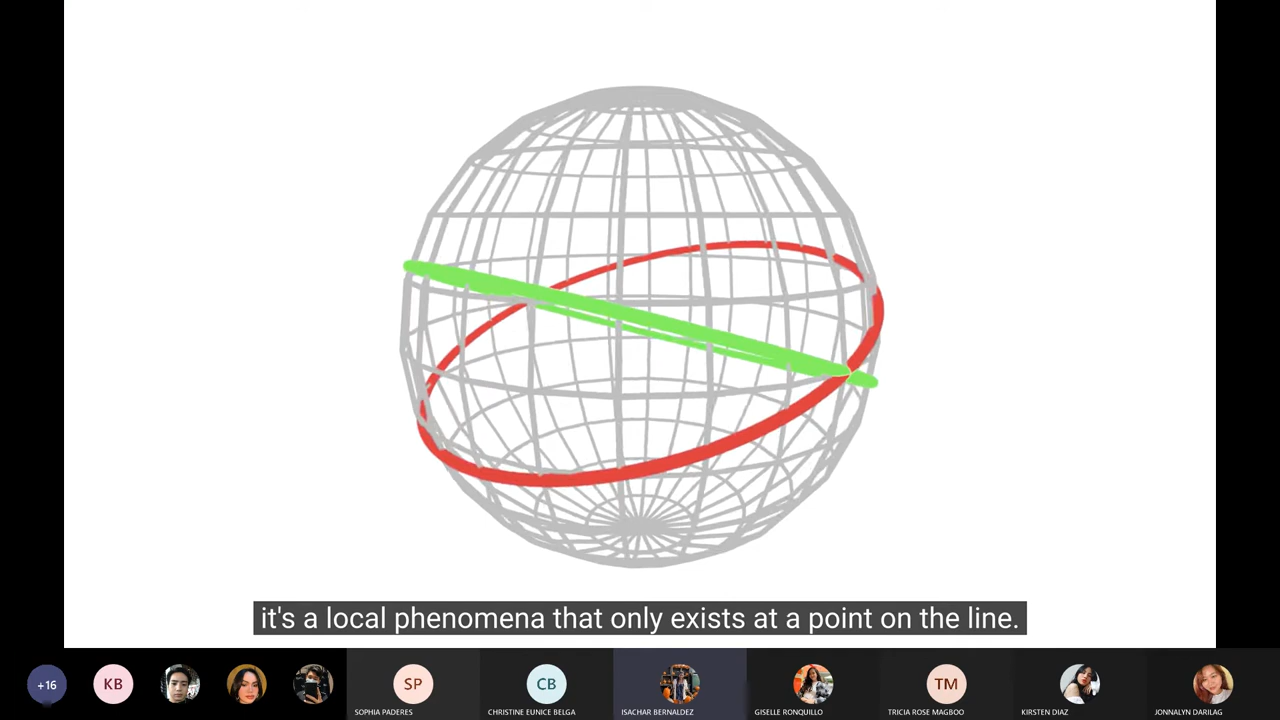 it's a local phenomena that only exists at a point on the line.
+16
KB
SP
CB
TM
SOPHIA PADERES
CHRISTINE EUNICE BELGA
ISACHAR BERNALDEZ
GISELLE RONQUILLO
TRICIA ROSE MAGBOO
KIRSTEN DIAZ
JONNALYN DARILAG